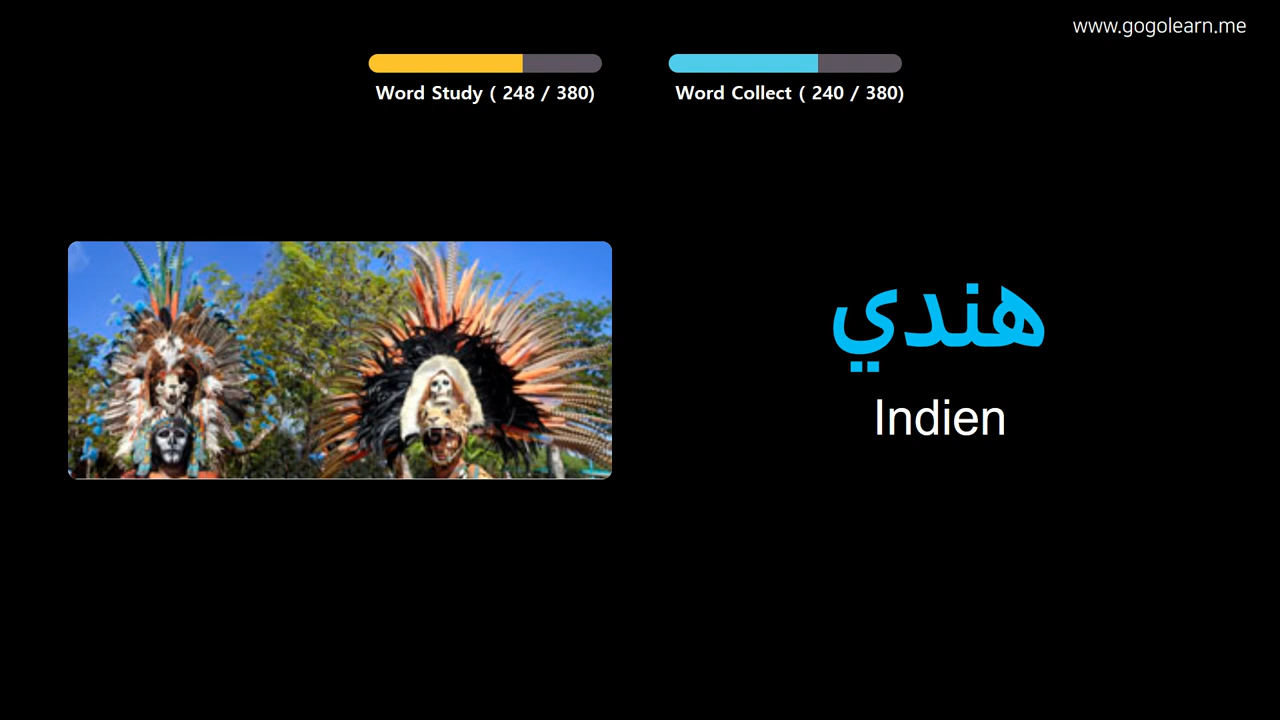 www.gogolearn.me
Word Study ( 248 / 380)
Word Collect ( 240 / 380)
هندي
Indien